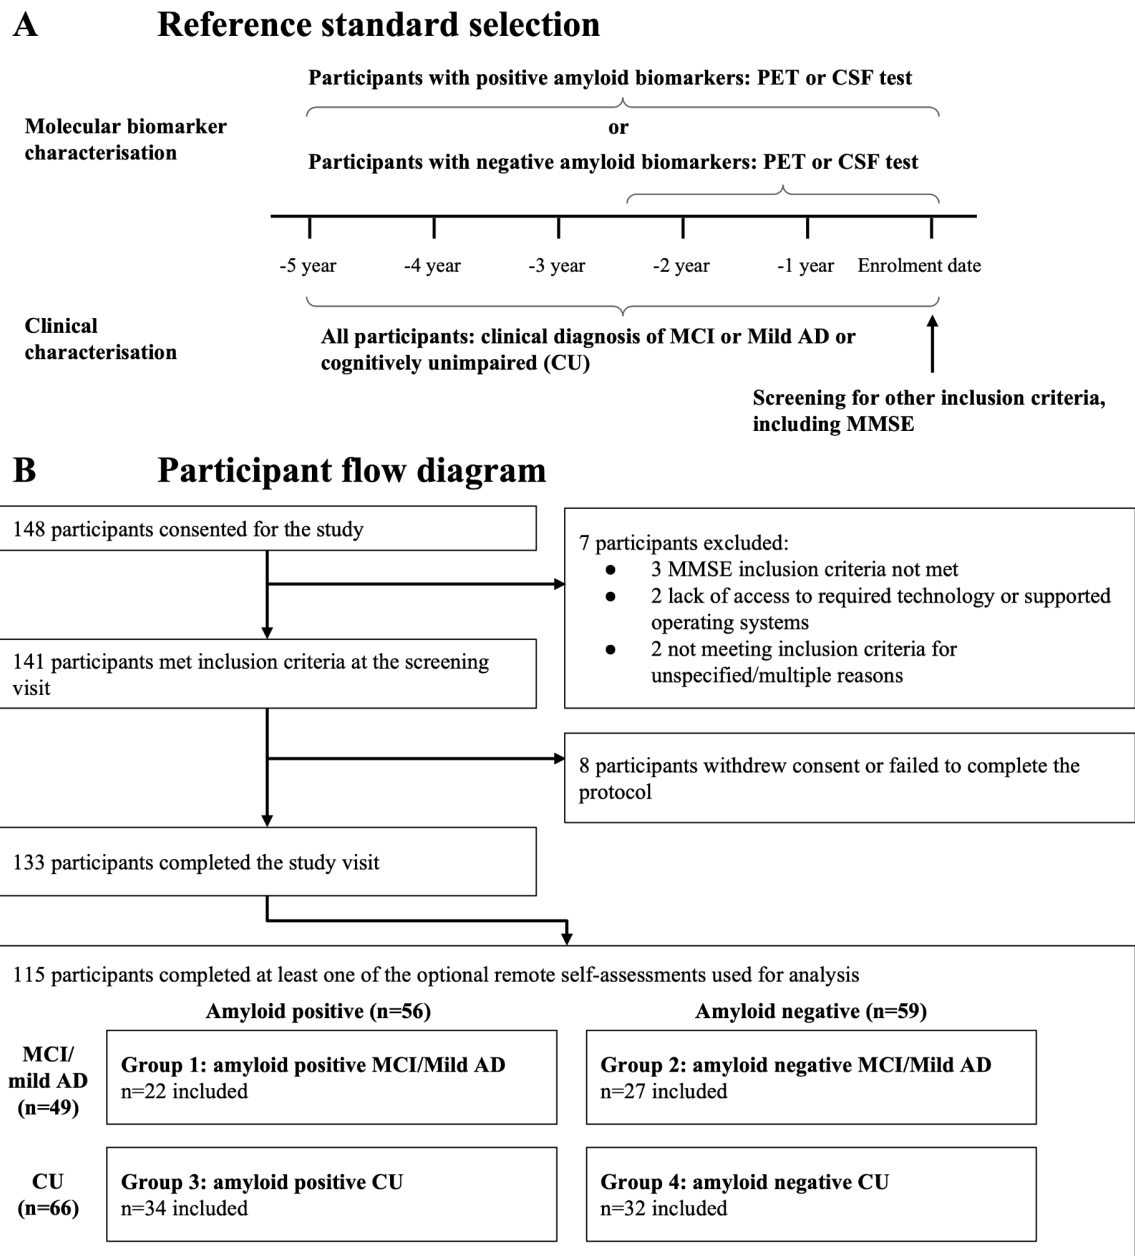 A Reference standard selection
Participants with positive amyloid biomarkers: PET or CSF test
Molecular biomarker
characterisation
or
Participants with negative amyloid biomarkers: PET or CSF test
-5 year -4 year -3 year -2 year -1 year Enrolment date
Clinical
characterisation
All participants: clinical diagnosis of MCI or Mild AD or
cognitively unimpaired (CU)
Screening for other inclusion criteria,
including MMSE
B Participant flow diagram
148 participants consented for the study
7 participants excluded:
● 3 MMSE inclusion criteria not met
● 2 lack of access to required technology or supported
operating systems
● 2 not meeting inclusion criteria for
unspecified/multiple reasons
141 participants met inclusion criteria at the screening
visit
8 participants withdrew consent or failed to complete the
protocol
133 participants completed the study visit
115 participants completed at least one of the optional remote self-assessments used for analysis
Amyloid positive (n=56) Amyloid negative (n=59)
MCI/
mild AD
(n=49)
Group 1: amyloid positive MCI/Mild AD
n=22 included
Group 2: amyloid negative MCI/Mild AD
n=27 included
CU
(n=66)
Group 3: amyloid positive CU
n=34 included
Group 4: amyloid negative CU
n=32 included